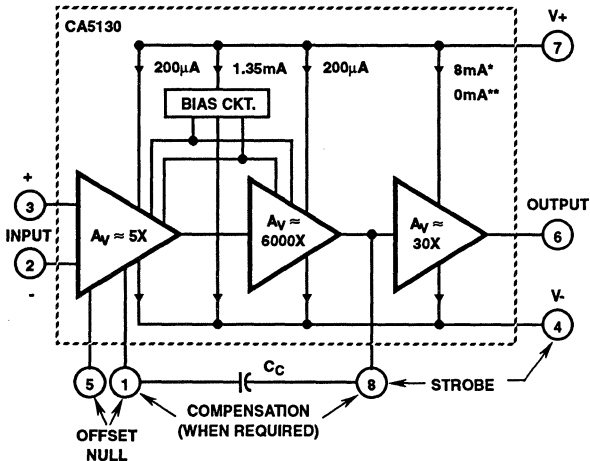 CA5130
V+
7
200µA
1.35mA
200µA
8mA*
0mA**
BIAS CKT.
+
3
INPUT
2
-
AV ≈ 5X
AV ≈
6000X
AV ≈
30X
OUTPUT
6
V-
4
5
1
CC
8
STROBE
OFFSET
NULL
COMPENSATION
(WHEN REQUIRED)